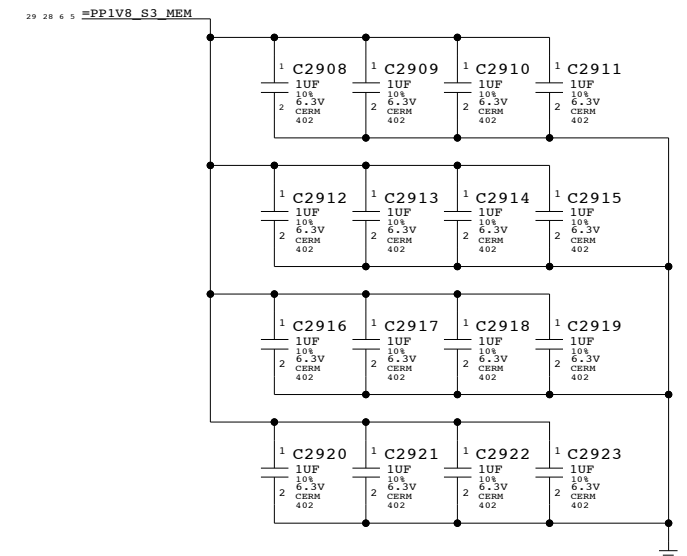 29 28 6 5 =PP1V8_S3_MEM
1 C2908 1 C2909 1 C2910 1 C2911
1UF 1UF 1UF 1UF
10% 10% 10% 10%
2 6.3V 2 6.3V 2 6.3V 2 6.3V
CERM CERM CERM CERM
402 402 402 402
1 C2912 1 C2913 1 C2914 1 C2915
1UF 1UF 1UF 1UF
10% 10% 10% 10%
2 6.3V 2 6.3V 2 6.3V 2 6.3V
CERM CERM CERM CERM
402 402 402 402
1 C2916 1 C2917 1 C2918 1 C2919
1UF 1UF 1UF 1UF
10% 10% 10% 10%
2 6.3V 2 6.3V 2 6.3V 2 6.3V
CERM CERM CERM CERM
402 402 402 402
1 C2920 1 C2921 1 C2922 1 C2923
1UF 1UF 1UF 1UF
10% 10% 10% 10%
2 6.3V 2 6.3V 2 6.3V 2 6.3V
CERM CERM CERM CERM
402 402 402 402